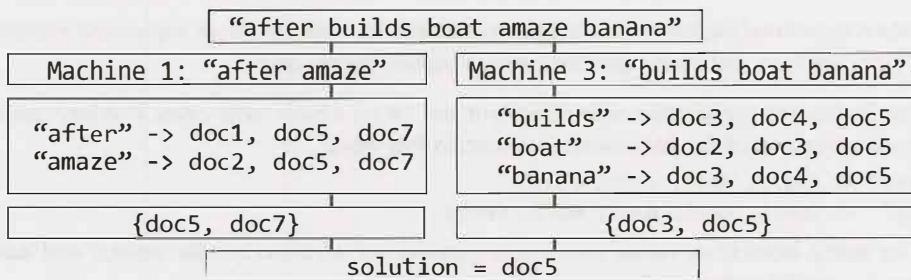 “after builds boat amaze banana”
Machine 1: “after amaze” Machine 3: “builds boat banana”
“after” -> doc1, doc5, doc7
“amaze” -> doc2, doc5, doc7
“builds” -> doc3, doc4, doc5
“boat” -> doc2, doc3, doc5
“banana” -> doc3, doc4, doc5
{doc5, doc7} {doc3, doc5}
solution = doc5